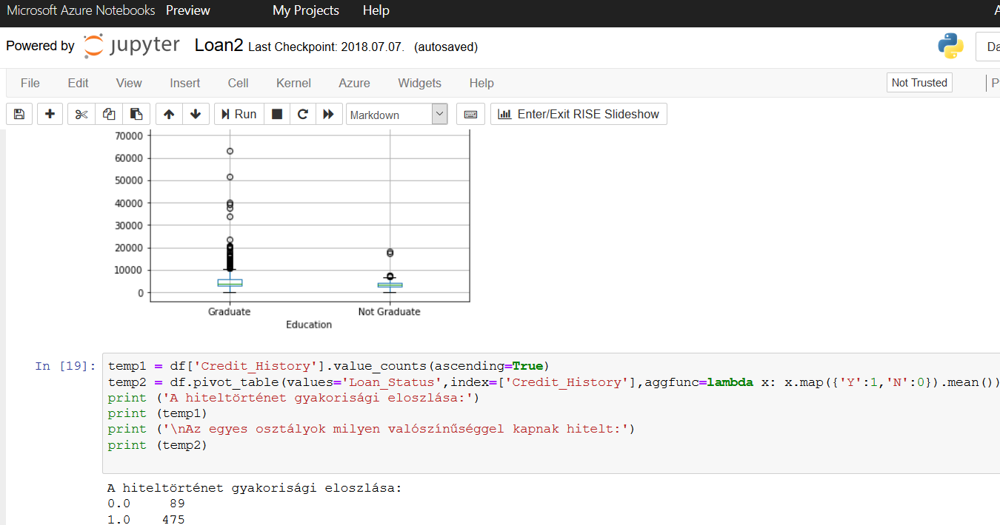 Microsoft Azure Notebooks Preview My Projects Help A
Powered by jupyter Loan2 Last Checkpoint: 2018.07.07. (autosaved) Da
File Edit View Insert Cell Kernel Azure Widgets Help Not Trusted P
Run Markdown Enter/Exit RISE Slideshow
70000
60000
50000
40000
30000
20000
10000
0
Graduate Not Graduate
Education
In [19]: temp1 = df['Credit_History'].value_counts(ascending=True)
temp2 = df.pivot_table(values='Loan_Status',index=['Credit_History'],aggfunc=lambda x: x.map({'Y':1,'N':0}).mean())
print ('A hiteltörténet gyakorisági eloszlása:')
print (temp1)
print ('\nAz egyes osztályok milyen valószínűséggel kapnak hitelt:')
print (temp2)
A hiteltörténet gyakorisági eloszlása:
0.0 89
1.0 475